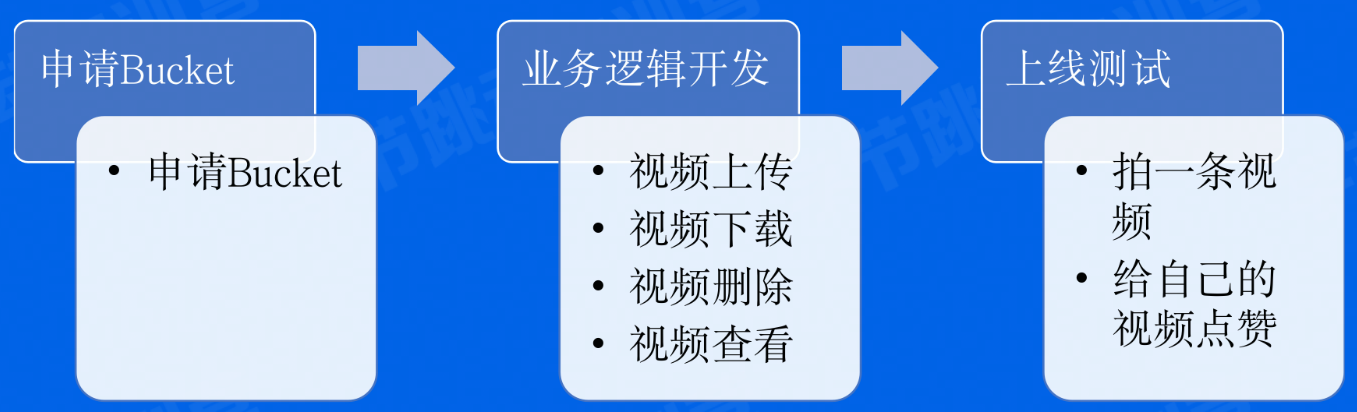 申请Bucket
• 申请Bucket
业务逻辑开发
• 视频上传
• 视频下载
• 视频删除
• 视频查看
上线测试
• 拍一条视
频
• 给自己的
视频点赞